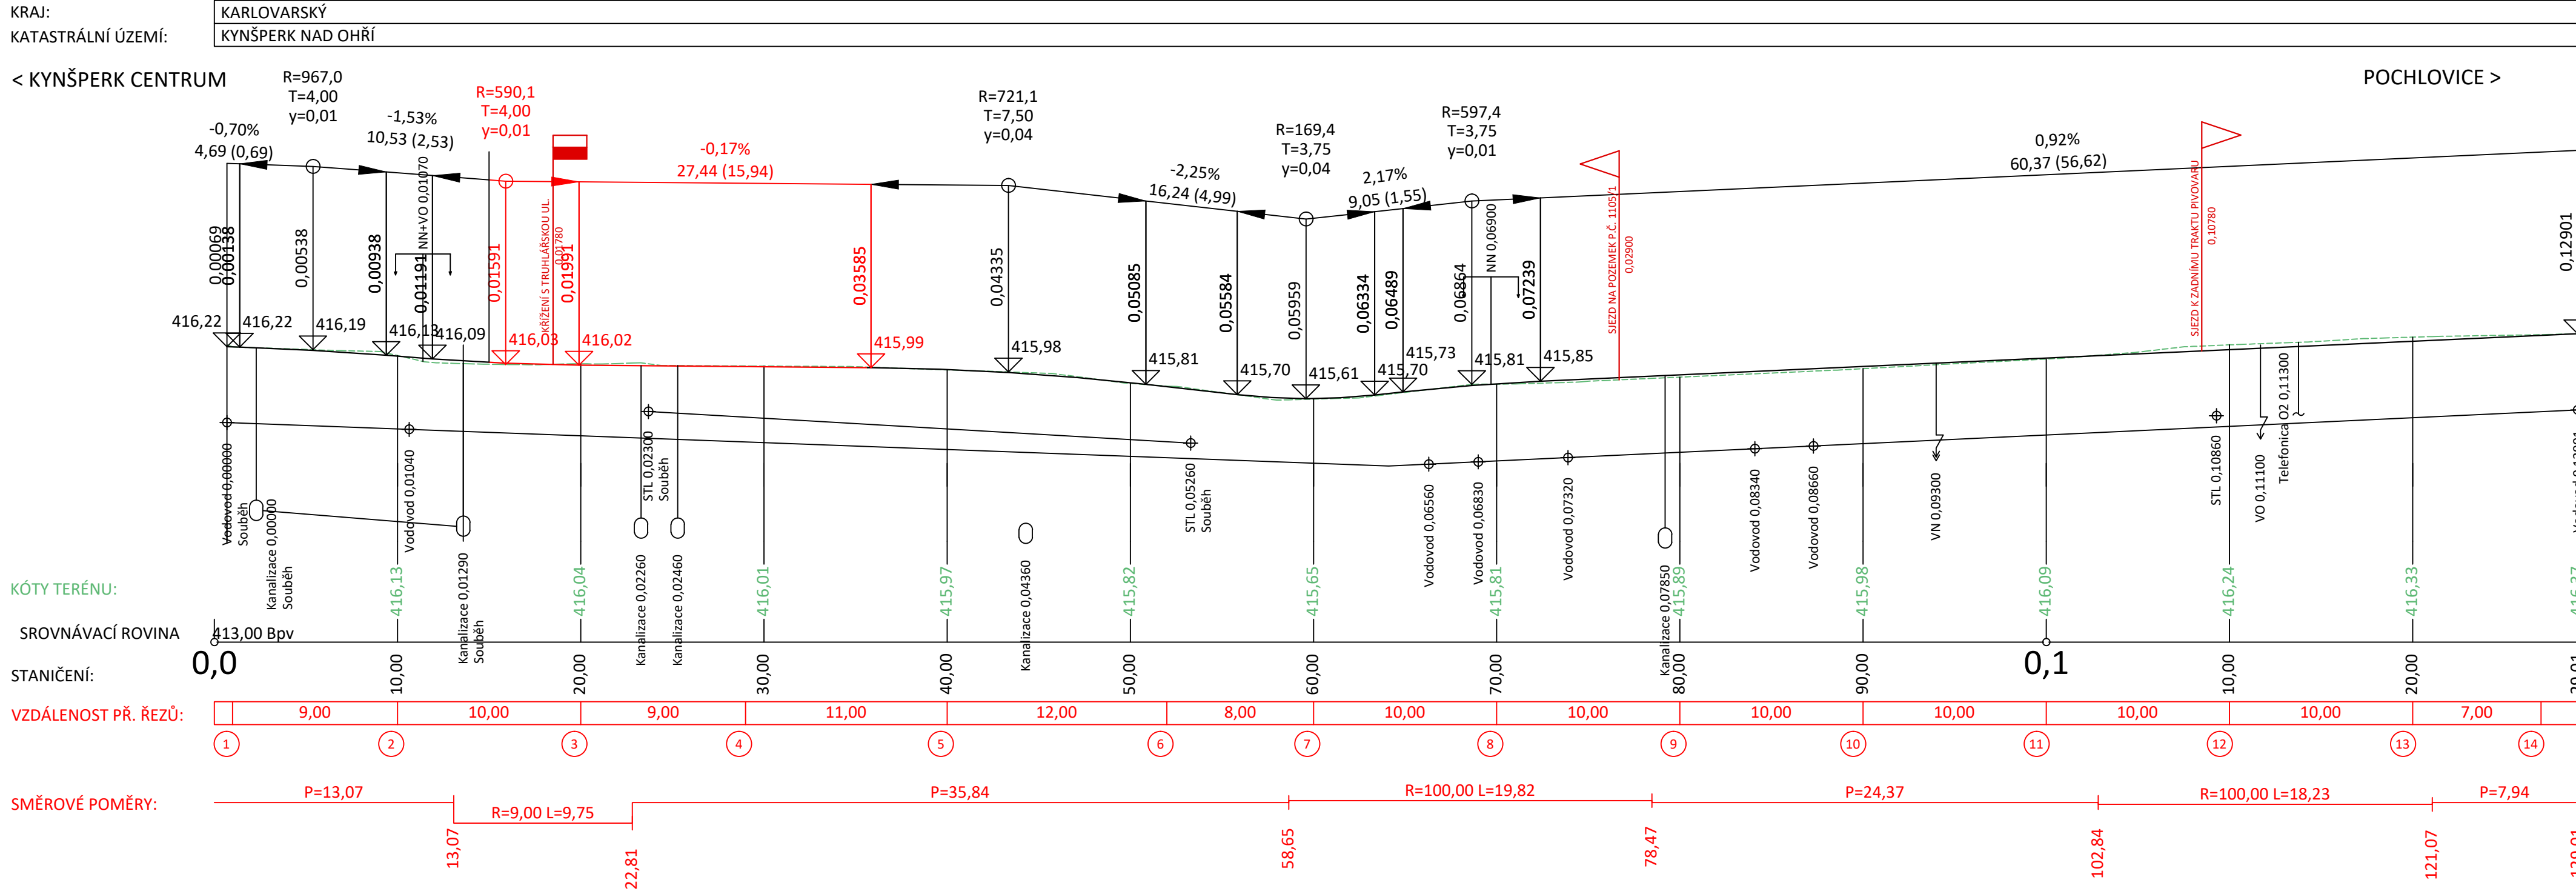 KRAJ:
KARLOVARSKÝ
KATASTRÁLNÍ ÚZEMÍ:
KYNŠPERK NAD OHŘÍ
< KYNŠPERK CENTRUM
POCHLOVICE >
R=967,0
T=4,00
y=0,01
R=590,1
T=4,00
y=0,01
R=721,1
T=7,50
y=0,04
R=169,4
T=3,75
y=0,04
R=597,4
T=3,75
y=0,01
-0,70%
4,69 (0,69)
-1,53%
10,53 (2,53)
-0,17%
27,44 (15,94)
-2,25%
16,24 (4,99)
2,17%
9,05 (1,55)
0,92%
60,37 (56,62)
0,00069
0,00138
0,00538
0,00938
0,01191
NN+VO 0,01070
0,01591
KŘÍŽENÍ S TRUHLÁŘSKOU UL.
0,01780
0,01991
0,03585
0,04335
0,05085
0,05584
0,05959
0,06334
0,06489
0,06864
NN 0,06900
0,07239
SJEZD NA POZEMEK P.Č. 1105/1
0,02900
SJEZD K ZADNÍMU TRAKTU PIVOVARU
0,10780
0,12901
416,22
416,22
416,19
416,13
416,09
416,03
416,02
415,99
415,98
415,81
415,70
415,61
415,70
415,73
415,81
415,85
Vodovod 0,00000
Souběh
Kanalizace 0,00000
Souběh
Vodovod 0,01040
Kanalizace 0,01290
Souběh
Kanalizace 0,02260
STL 0,02300
Souběh
Kanalizace 0,02460
Kanalizace 0,04360
STL 0,05260
Souběh
Vodovod 0,06560
Vodovod 0,06830
Vodovod 0,07320
Kanalizace 0,07850
Vodovod 0,08340
Vodovod 0,08660
VN 0,09300
STL 0,10860
VO 0,11100
Telefonica O2 0,11300
KÓTY TERÉNU:
416,13
416,04
416,01
415,97
415,82
415,65
415,81
415,89
415,98
416,09
416,24
416,33
SROVNÁVACÍ ROVINA
413,00 Bpv
STANIČENÍ:
0,0
10,00
20,00
30,00
40,00
50,00
60,00
70,00
80,00
90,00
0,1
10,00
20,00
VZDÁLENOST PŘ. ŘEZŮ:
9,00
10,00
9,00
11,00
12,00
8,00
10,00
10,00
10,00
10,00
10,00
10,00
7,00
1
2
3
4
5
6
7
8
9
10
11
12
13
14
SMĚROVÉ POMĚRY:
P=13,07
R=9,00 L=9,75
P=35,84
R=100,00 L=19,82
P=24,37
R=100,00 L=18,23
P=7,94
13,07
22,81
58,65
78,47
102,84
121,07